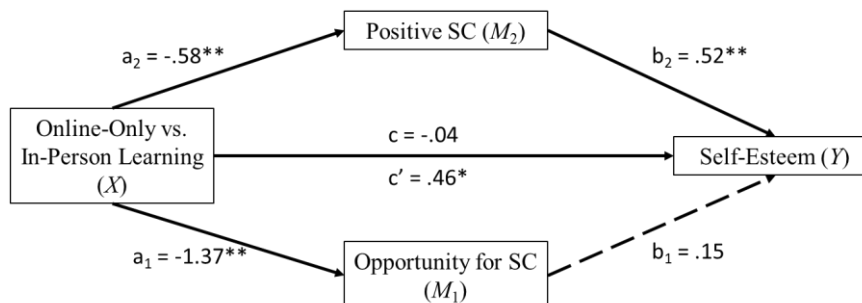 Positive SC (M₂)
a₂ = -.58**
b₂ = .52**
Online-Only vs.
In-Person Learning
(X)
c = -.04
c' = .46*
Self-Esteem (Y)
a₁ = -1.37**
b₁ = .15
Opportunity for SC
(M₁)